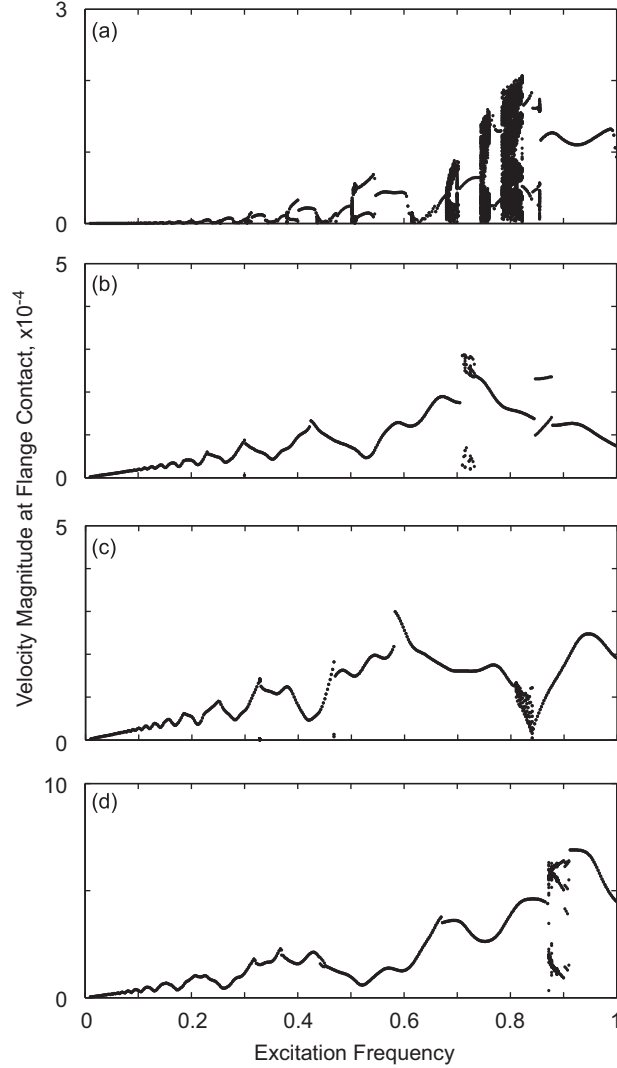 3
(a)
0
5
(b)
0
5
(c)
0
10
(d)
5
0
0
0.2
0.4
0.6
0.8
1
Excitation Frequency
Velocity Magnitude at Flange Contact, x10⁻⁴